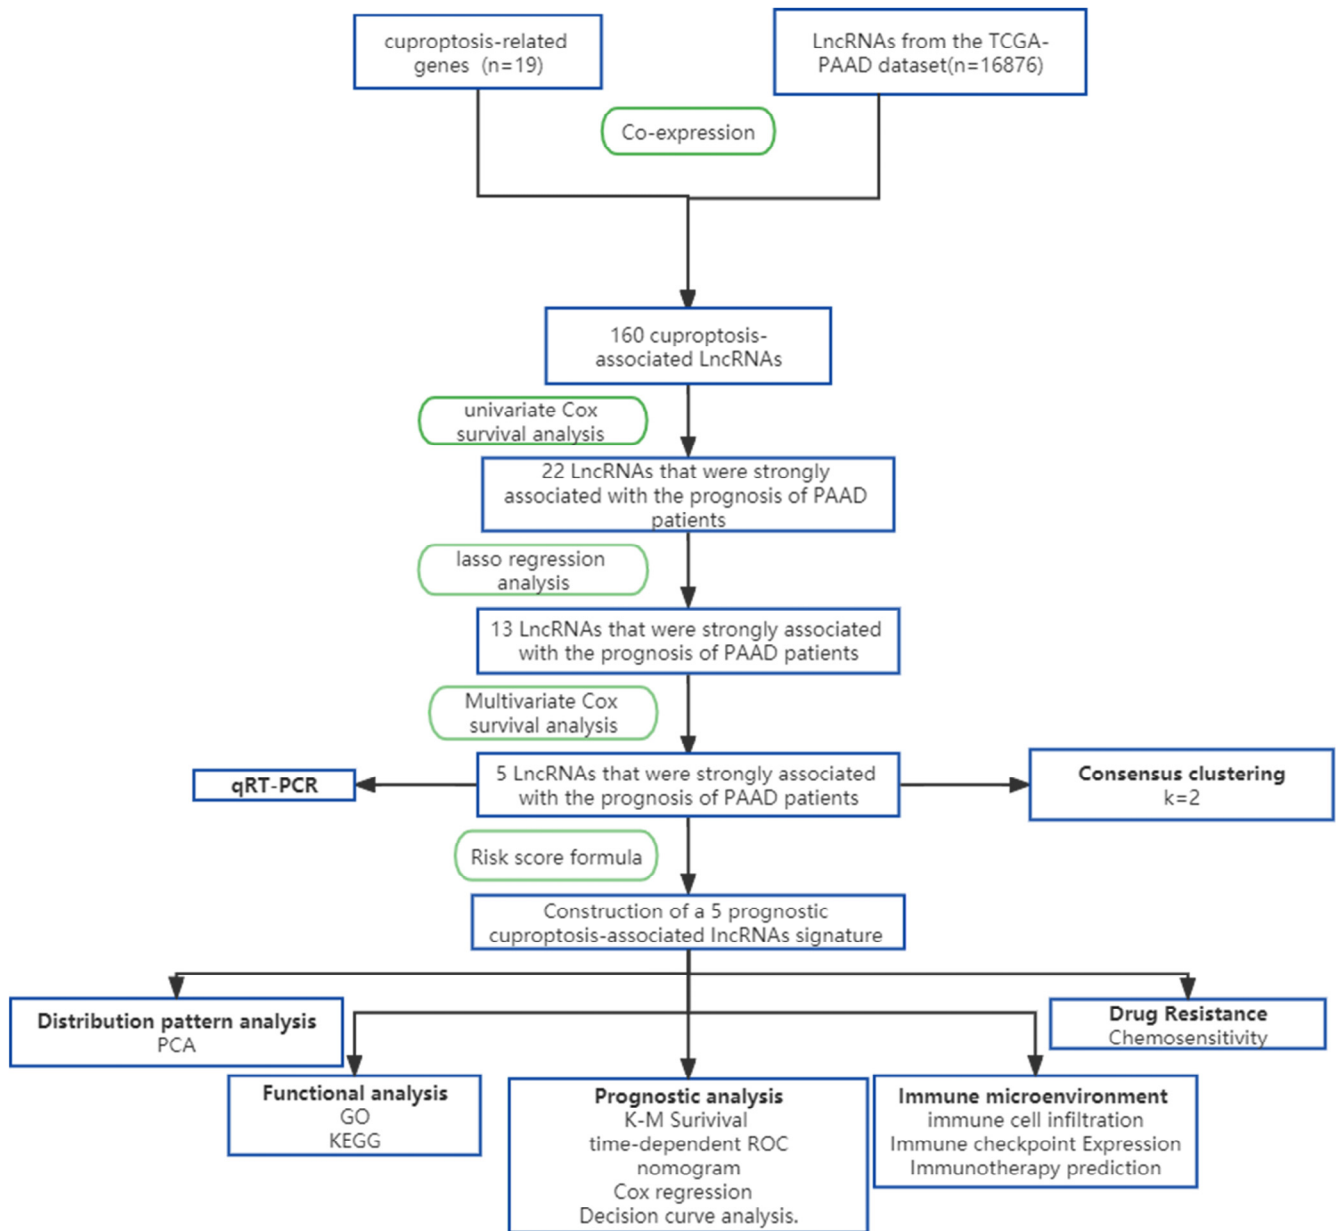 cuproptosis-related
genes  (n=19)
LncRNAs from the TCGA-
PAAD dataset(n=16876)
Co-expression
160 cuproptosis-
associated LncRNAs
univariate Cox
survival analysis
22 LncRNAs that were strongly
associated with the prognosis of PAAD
patients
lasso regression
analysis
13 LncRNAs that were strongly associated
with the prognosis of PAAD patients
Multivariate Cox
survival analysis
qRT-PCR
5 LncRNAs that were strongly associated
with the prognosis of PAAD patients
Consensus clustering
k=2
Risk score formula
Construction of a 5 prognostic
cuproptosis-associated lncRNAs signature
Distribution pattern analysis
PCA
Drug Resistance
Chemosensitivity
Functional analysis
GO
KEGG
Prognostic analysis
K-M Surivival
time-dependent ROC
nomogram
Cox regression
Decision curve analysis.
Immune microenvironment
immune cell infiltration
Immune checkpoint Expression
Immunotherapy prediction